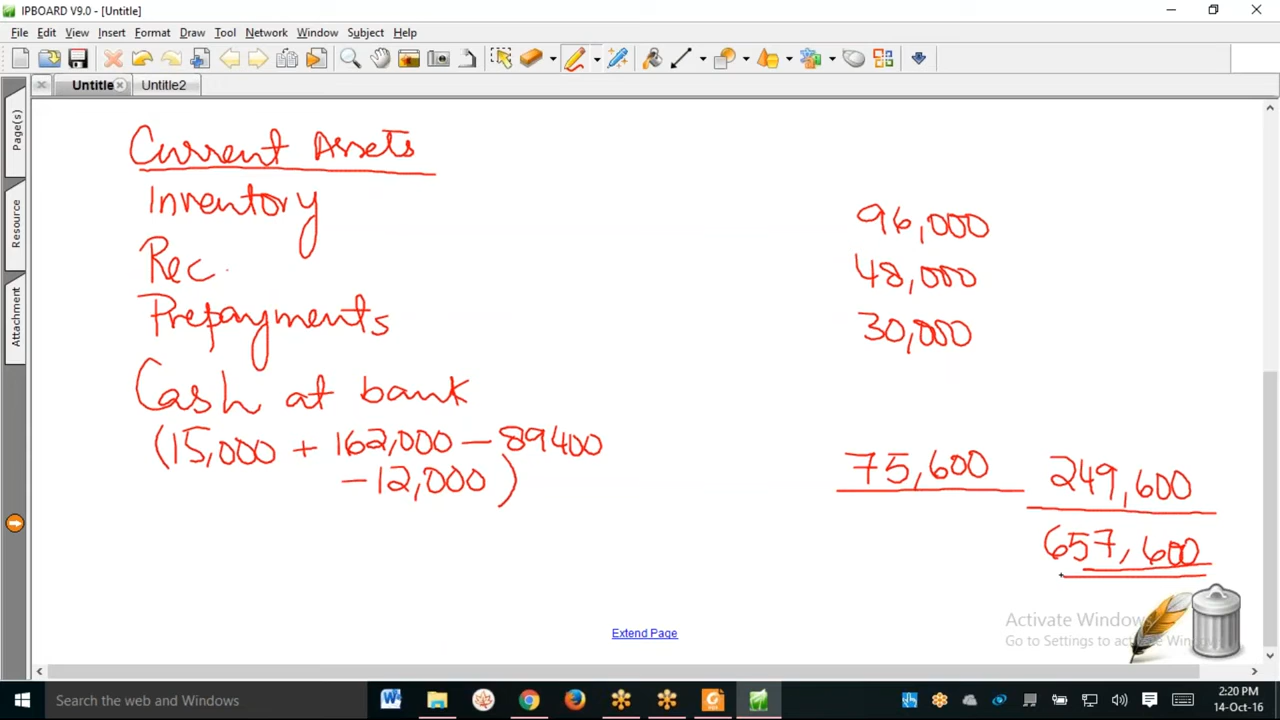 IPBOARD V9.0 - [Untitle]
File Edit View Insert Format Draw Tool Network Window Subject Help
Untitle Untitle2
Page(s)
Resource
Attachment
Current Assets
Inventory 96,000
Rec. 48,000
Prepayments 30,000
Cash at bank
(15,000 + 162,000 - 89400
-12,000) 75,600 249,600
657,600
Extend Page
Activate Windows
Go to Settings to activate Windows
Search the web and Windows
2:20 PM
14-Oct-16